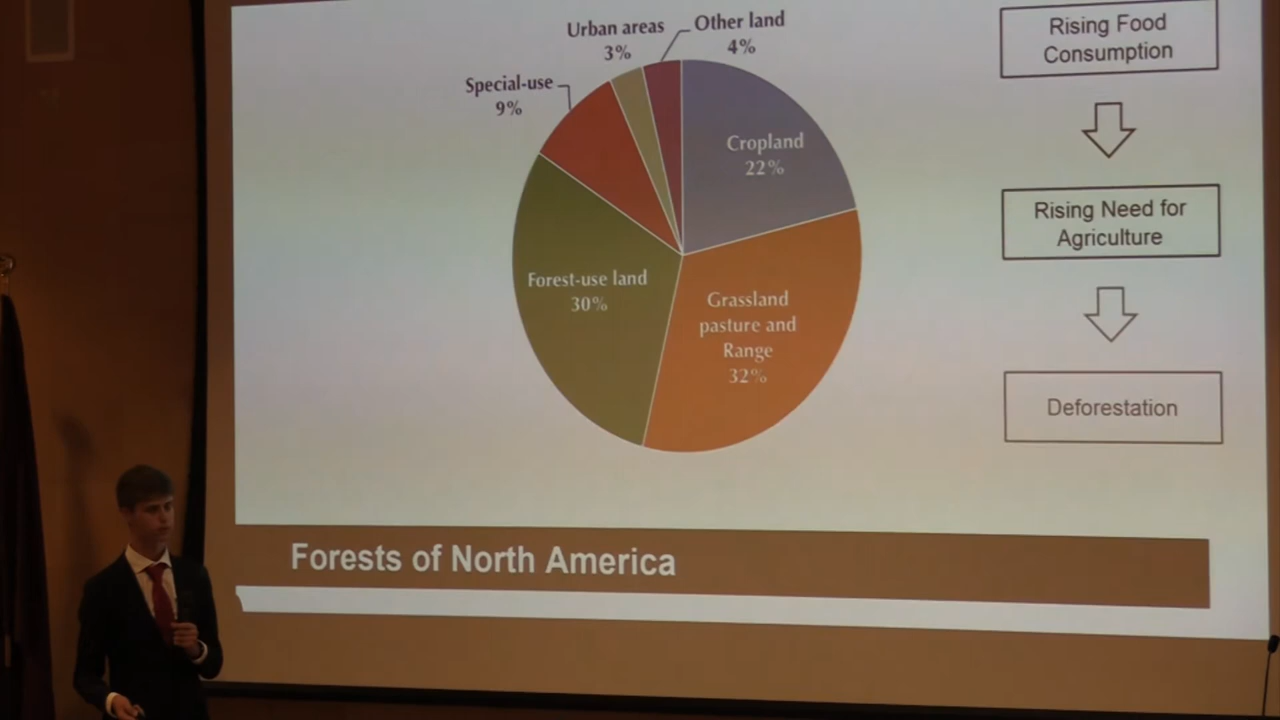 Urban areas
3%
Other land
4%
Special-use
9%
Cropland
22%
Forest-use land
30%
Grassland
pasture and
Range
32%
Rising Food
Consumption
Rising Need for
Agriculture
Deforestation
Forests of North America